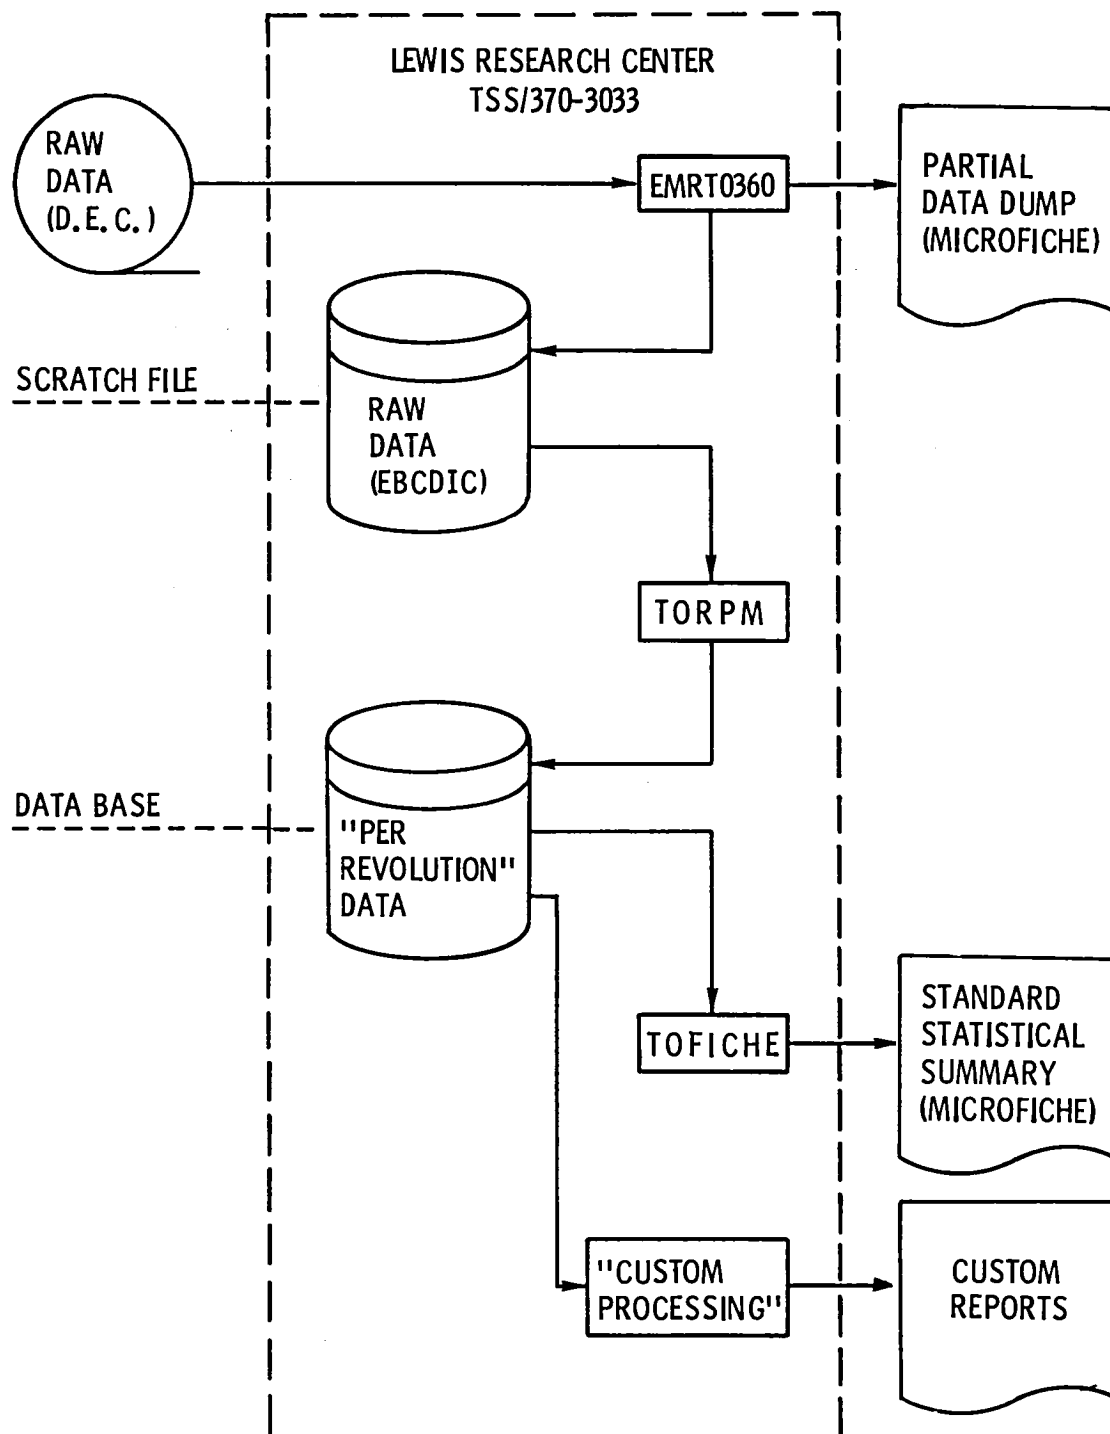 LEWIS RESEARCH CENTER
TSS/370-3033
RAW
DATA
(D.E.C.)
EMRT0360
PARTIAL
DATA DUMP
(MICROFICHE)
SCRATCH FILE
RAW
DATA
(EBCDIC)
TORPM
DATA BASE
"PER
REVOLUTION"
DATA
TOFICHE
STANDARD
STATISTICAL
SUMMARY
(MICROFICHE)
"CUSTOM
PROCESSING"
CUSTOM
REPORTS